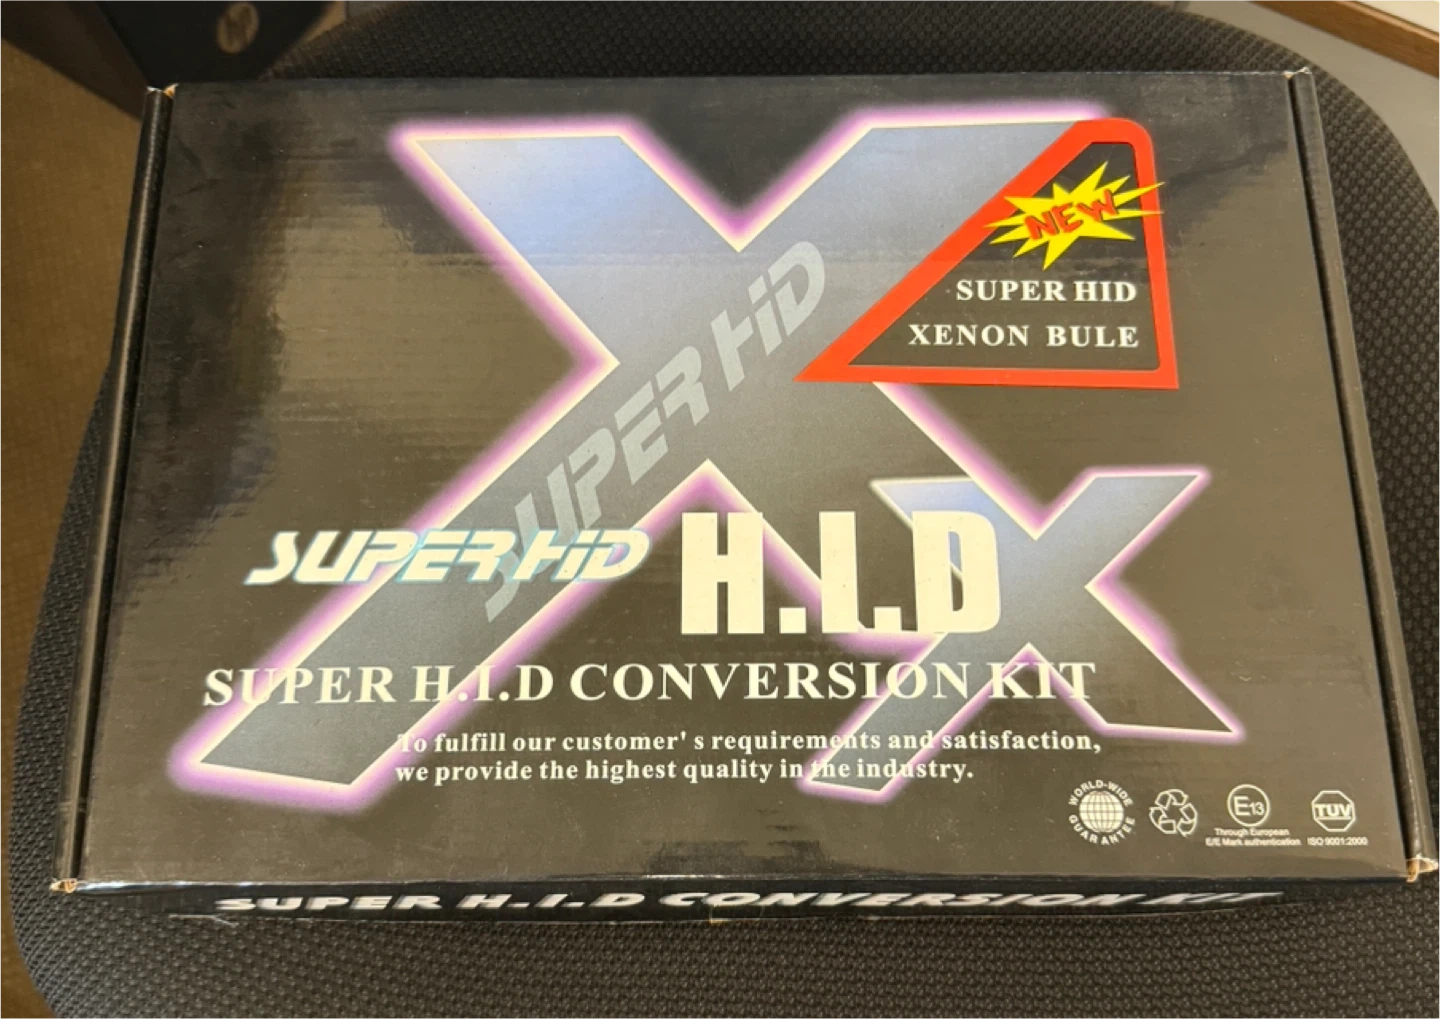 NEW
SUPER HID
XENON BULE
SUPER HID
SUPER HID H.I.D
SUPER H.I.D CONVERSION KIT
To fulfill our customer' s requirements and satisfaction,
we provide the highest quality in the industry.
WORLD-WIDE
GUARANTEE
E13
Through European
E/E Mark authentication
TUV
ISO 9001:2000
SUPER H.I.D CONVERSION KIT